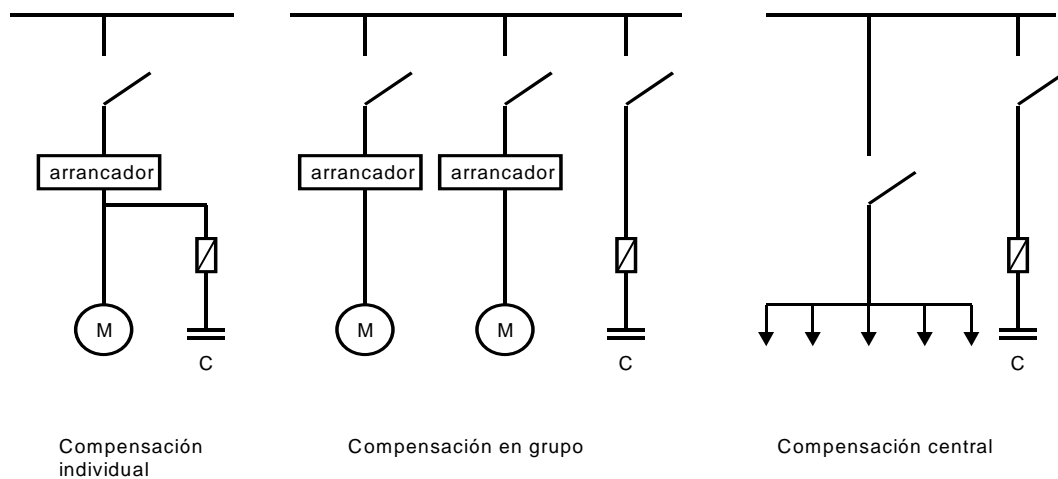 arrancador
arrancador
arrancador
M
M
M
C
C
C
Compensación
individual
Compensación en grupo
Compensación central